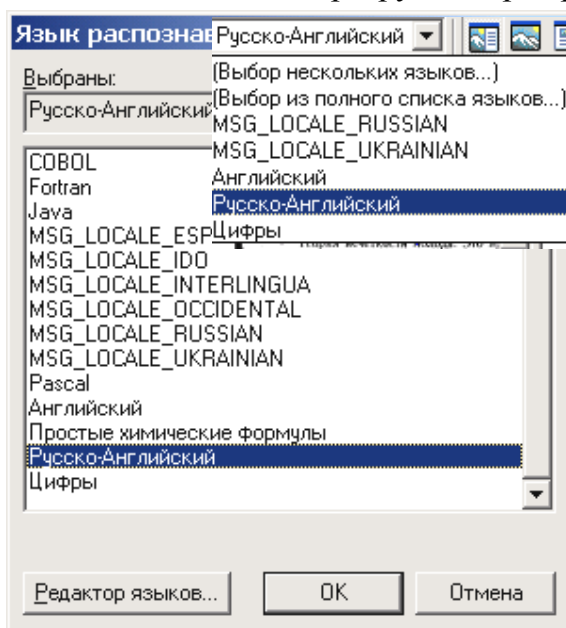 Язык распознав
Русско-Английский
Выбраны:
(Выбор нескольких языков...)
(Выбор из полного списка языков...)
Русско-Английский
MSG_LOCALE_RUSSIAN
MSG_LOCALE_UKRAINIAN
Английский
Русско-Английский
Цифры
COBOL
Fortran
Java
MSG_LOCALE_ESP
MSG_LOCALE_IDO
MSG_LOCALE_INTERLINGUA
MSG_LOCALE_OCCIDENTAL
MSG_LOCALE_RUSSIAN
MSG_LOCALE_UKRAINIAN
Pascal
Английский
Простые химические формулы
Русско-Английский
Цифры
Редактор языков...
OK
Отмена